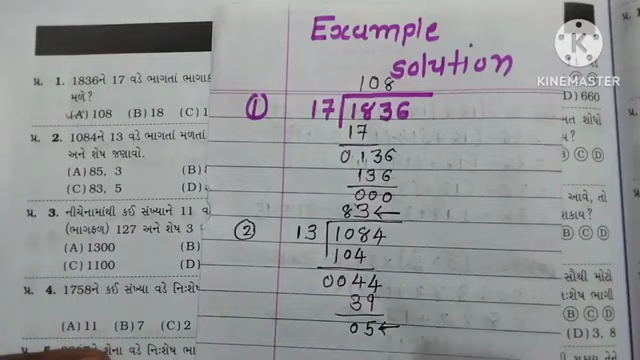 પ્ર. 1. 1836ને 17 વડે ભાગતાં
મળે?
(A) 108 (B) 18 (C) 1
પ્ર. 2. 1084ને 13 વડે ભાગતાં મળતાં
અને શેષ જણાવો.
(A) 85, 3 (B)
(C) 83, 5 (D)
પ્ર. 3. નીચેનામાંથી કઈ સંખ્યાને 11 વ
(ભાગફળ) 127 અને શેષ 3
(A) 1300 (B)
(C) 1100 (D)
પ્ર. 4. 1758ને કઈ સંખ્યા વડે નિઃશેષ
(A) 11 (B) 7 (C) 2
વડે નિઃશેષ ભા
Example
solution
108
① 17 1836
17
0136
136
000
83 ←
② 13 1084
104
0044
39
05 ←
K
KINEMASTER
D) 660
શોધો
B C D
આવે, તો
શકાય?
B C D
સૌથી મોટો
નિઃશેષ ભાગી
B C D
(D) 3, 8